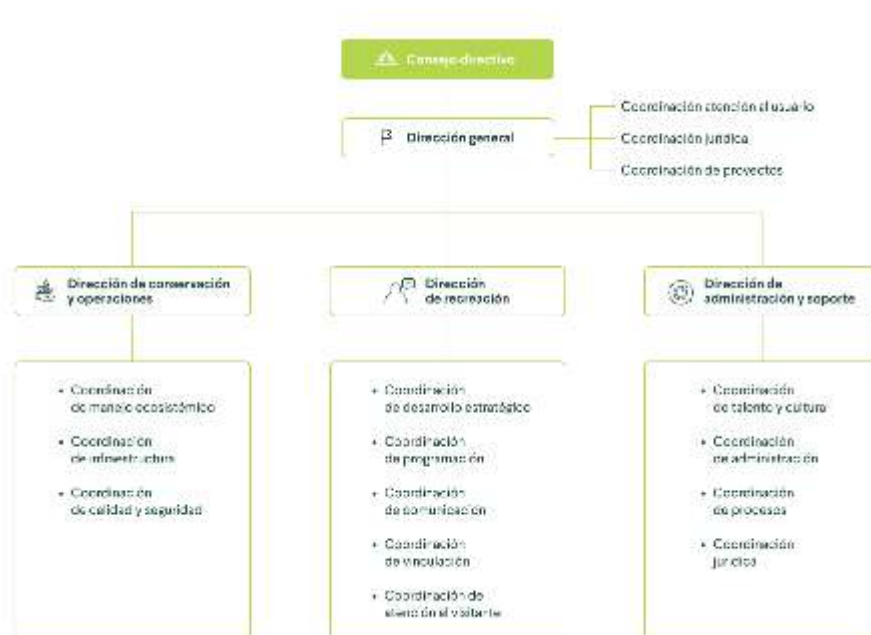 Consejo directivo
Dirección general
Coordinación atención al usuario
Coordinación jurídica
Coordinación de proyectos
Dirección de conservación
y operaciones
Dirección
de recreación
Dirección de
administración y soporte
• Coordinación
de manejo ecosistémico
• Coordinación
de infraestructura
• Coordinación
de calidad y seguridad
• Coordinación
de desarrollo estratégico
• Coordinación
de programación
• Coordinación
de comunicación
• Coordinación
de vinculación
• Coordinación de
atención al visitante
• Coordinación
de talento y cultura
• Coordinación
de administración
• Coordinación
de procesos
• Coordinación
jurídica